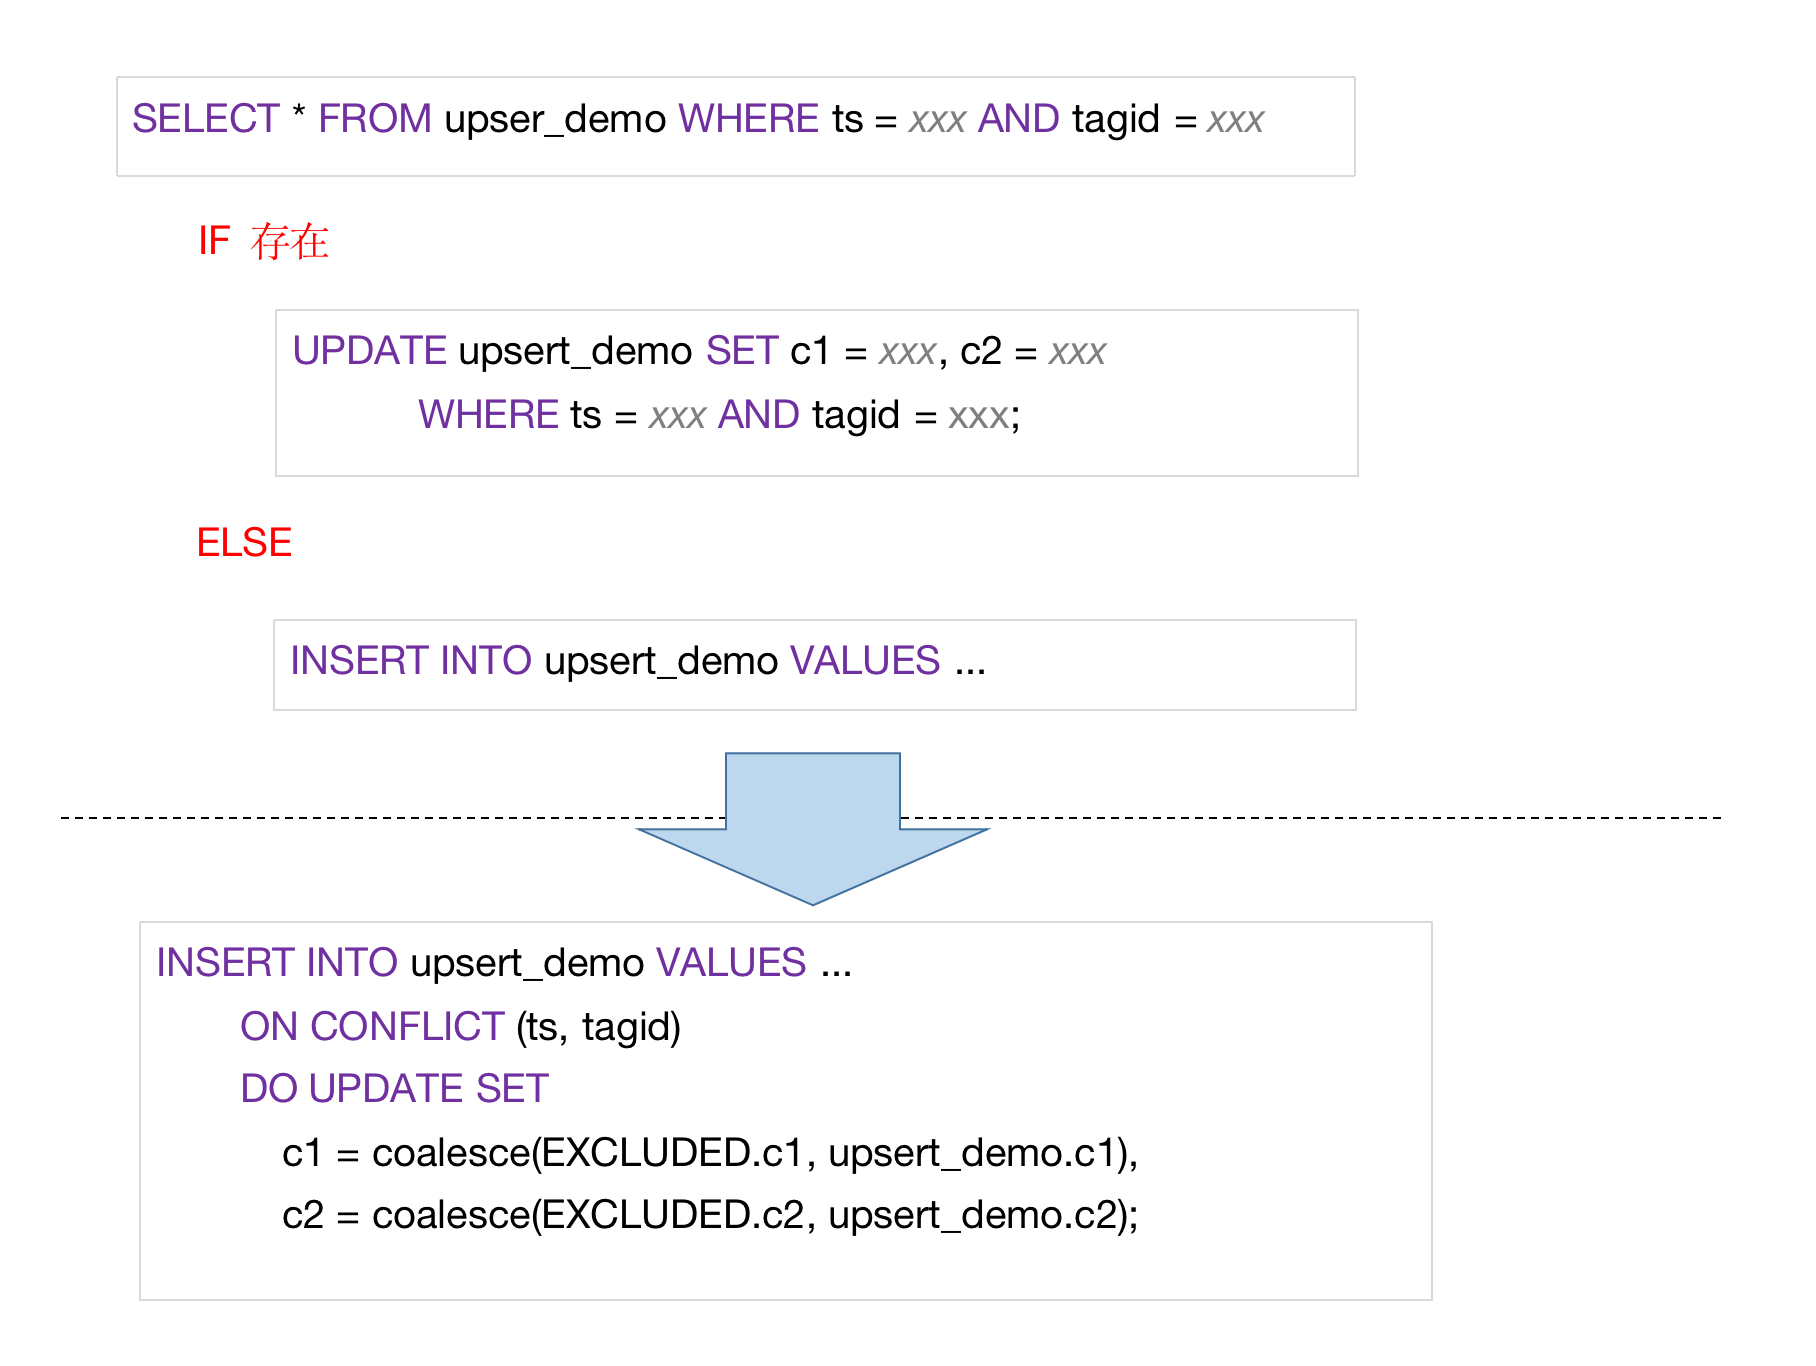 SELECT * FROM upser_demo WHERE ts = xxx AND tagid = xxx
IF 存在
UPDATE upsert_demo SET c1 = xxx, c2 = xxx
WHERE ts = xxx AND tagid = xxx;
ELSE
INSERT INTO upsert_demo VALUES ...
INSERT INTO upsert_demo VALUES ...
ON CONFLICT (ts, tagid)
DO UPDATE SET
c1 = coalesce(EXCLUDED.c1, upsert_demo.c1),
c2 = coalesce(EXCLUDED.c2, upsert_demo.c2);